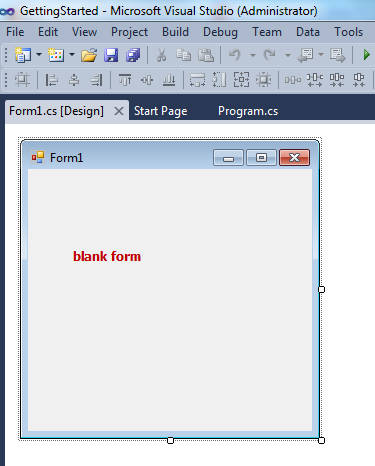 GettingStarted - Microsoft Visual Studio (Administrator)
File Edit View Project Build Debug Team Data Tools
Form1.cs [Design] Start Page Program.cs
Form1
blank form